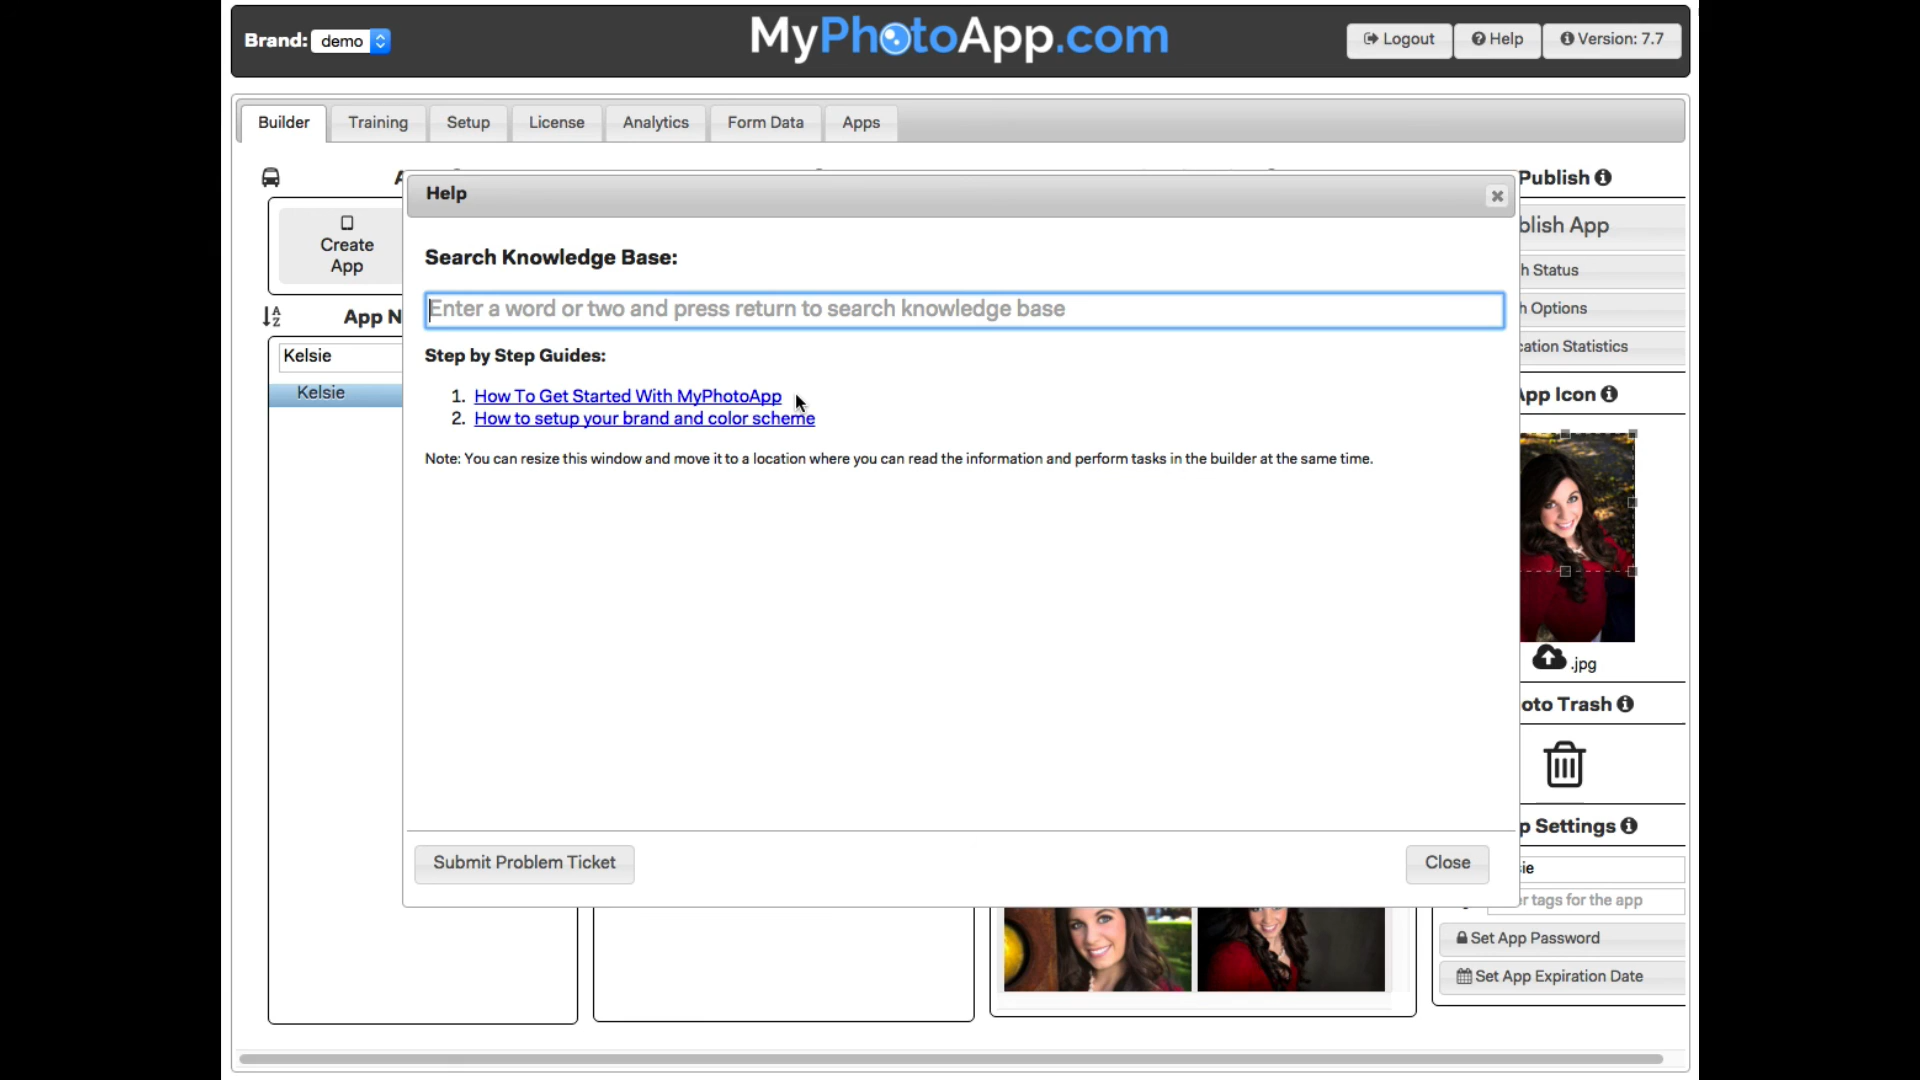 Brand: demo
MyPhotoApp.com
Logout
Help
Version: 7.7
Builder
Training
Setup
License
Analytics
Form Data
Apps
Create
App
App N
Kelsie
Kelsie
Help
Search Knowledge Base:
Enter a word or two and press return to search knowledge base
Step by Step Guides:
1. How To Get Started With MyPhotoApp
2. How to setup your brand and color scheme
Note: You can resize this window and move it to a location where you can read the information and perform tasks in the builder at the same time.
Submit Problem Ticket
Close
Publish
blish App
h Status
h Options
cation Statistics
App Icon
.jpg
oto Trash
p Settings
ie
r tags for the app
Set App Password
Set App Expiration Date